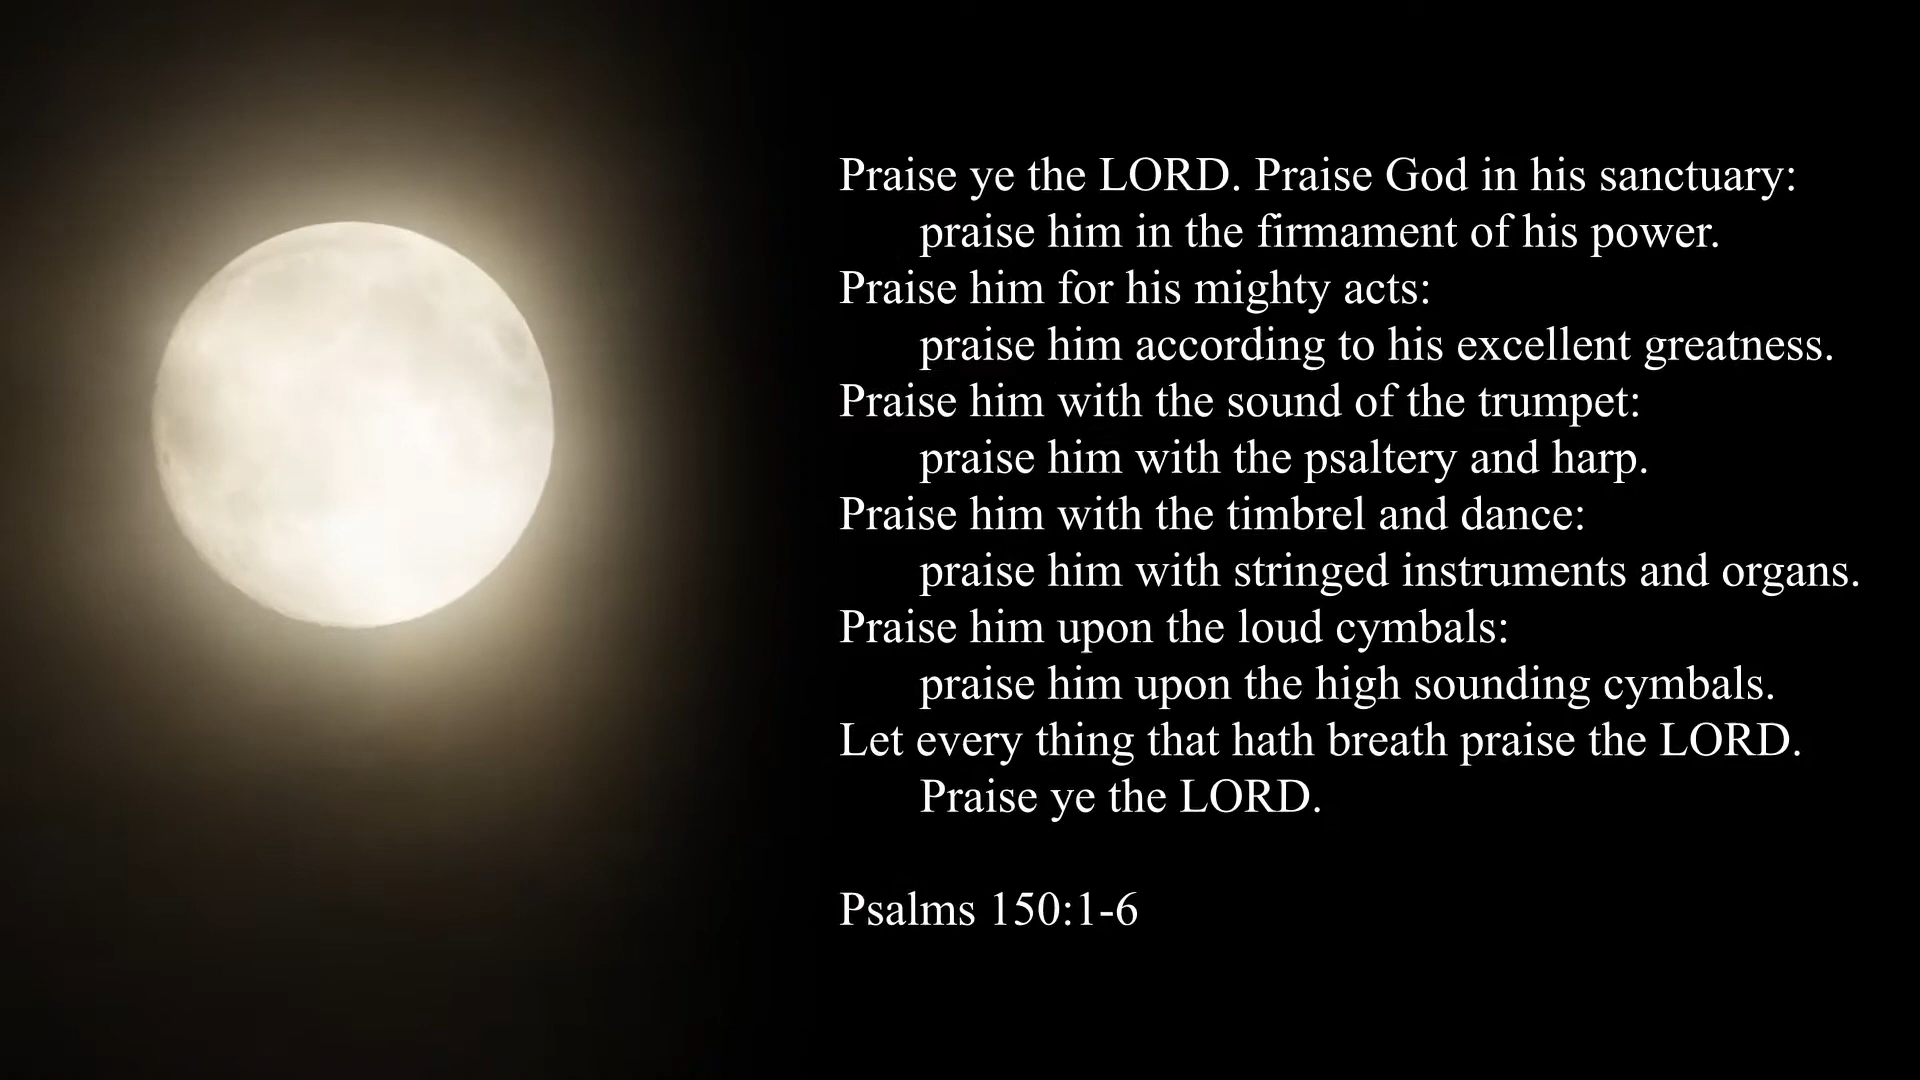 Praise ye the LORD. Praise God in his sanctuary:
praise him in the firmament of his power.
Praise him for his mighty acts:
praise him according to his excellent greatness.
Praise him with the sound of the trumpet:
praise him with the psaltery and harp.
Praise him with the timbrel and dance:
praise him with stringed instruments and organs.
Praise him upon the loud cymbals:
praise him upon the high sounding cymbals.
Let every thing that hath breath praise the LORD.
Praise ye the LORD.
Psalms 150:1-6